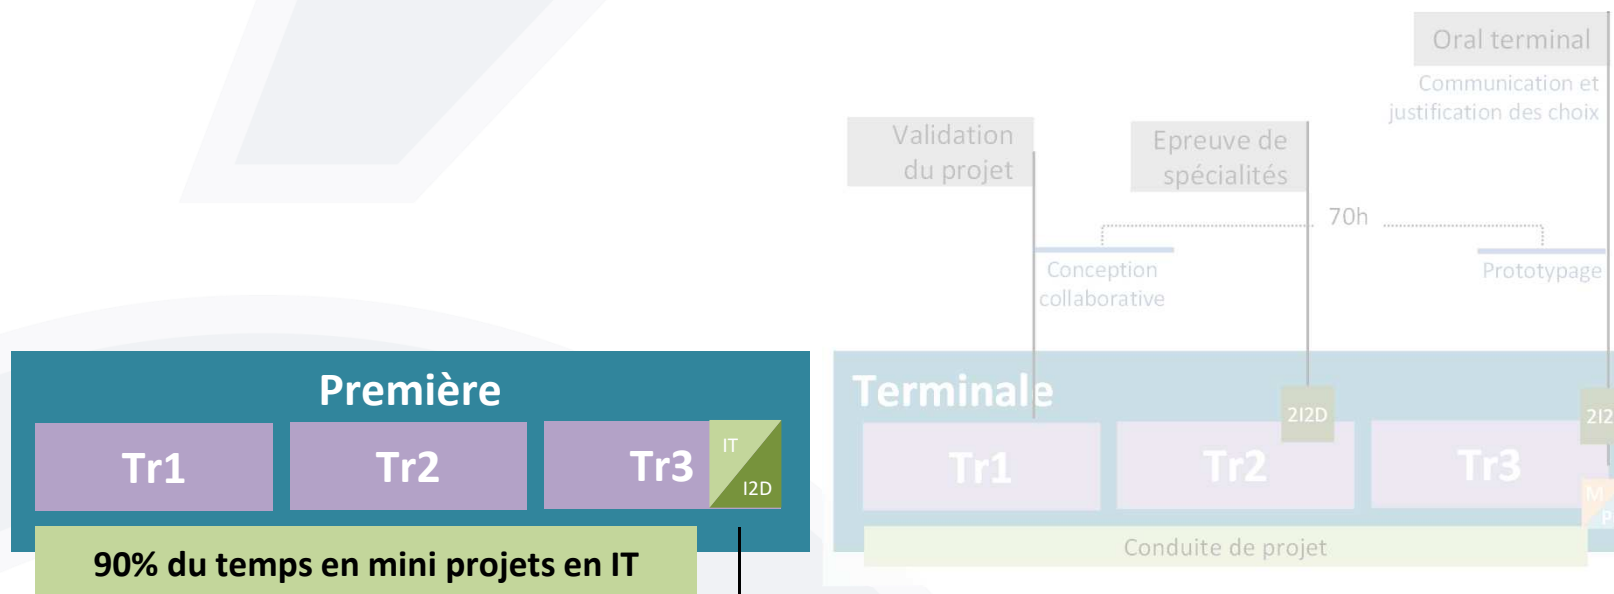 Oral terminal
Communication et
justification des choix
Validation
du projet
Epreuve de
spécialités
70h
Conception
collaborative
Prototypage
Première
Tr1
Tr2
Tr3
IT
I2D
90% du temps en mini projets en IT
Terminale
Tr1
Tr2
Tr3
2I2D
2I2
M
P
Conduite de projet